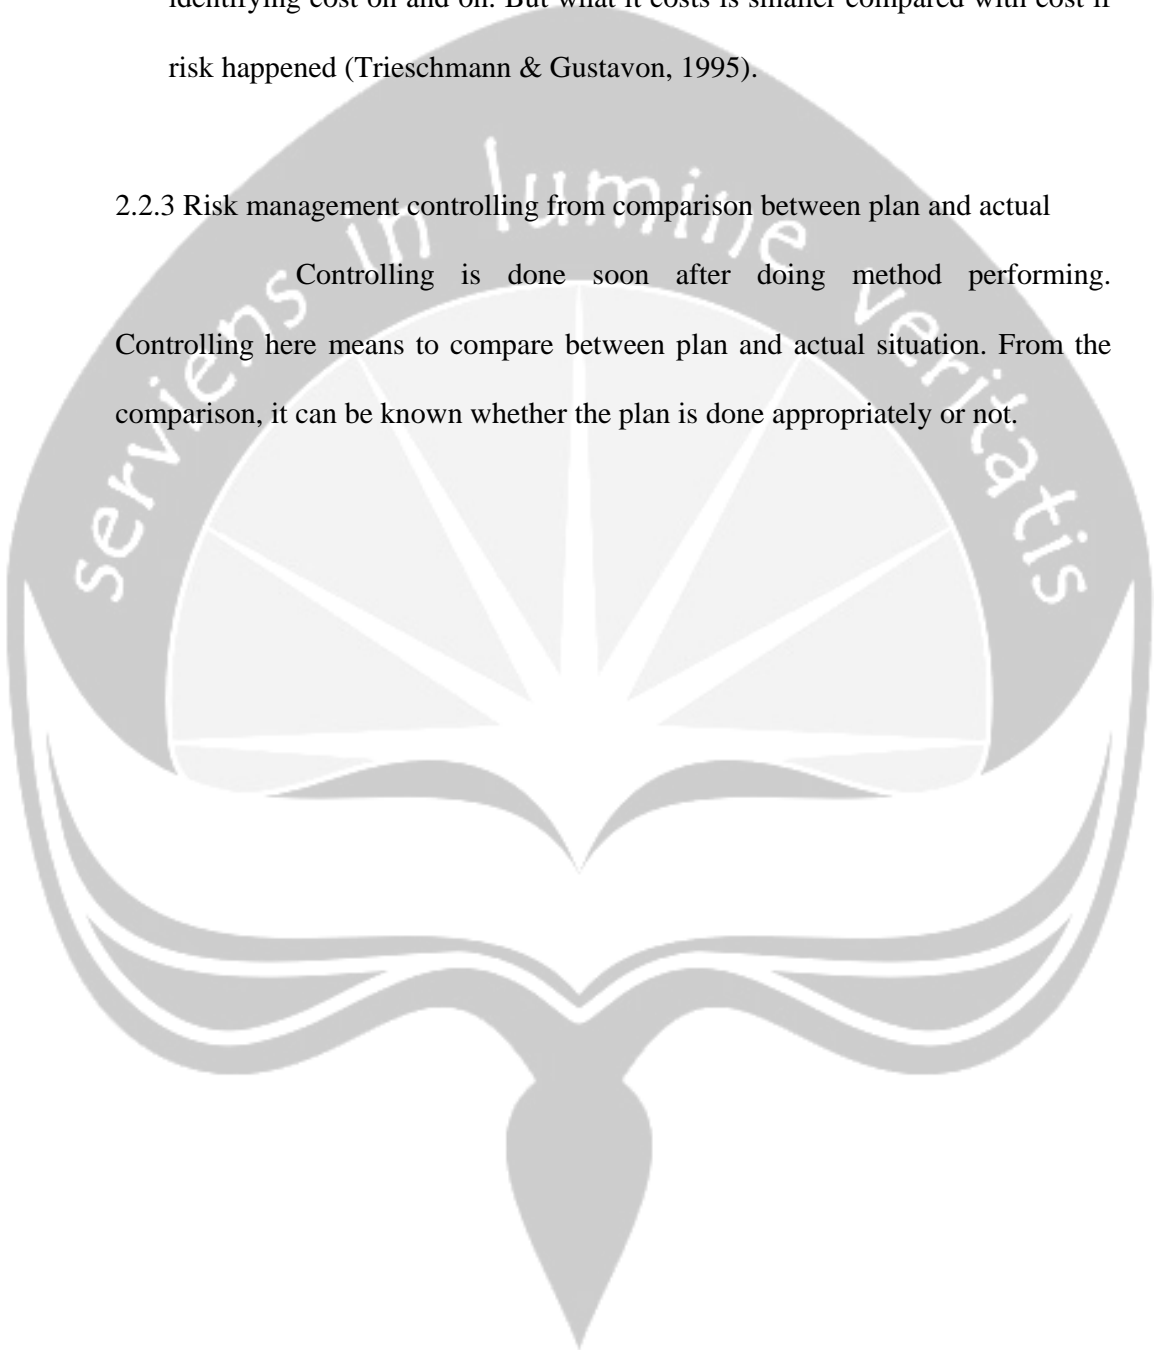 identifying cost on and on. But what it costs is smaller compared with cost if
risk happened (Trieschmann & Gustavon, 1995).
2.2.3 Risk management controlling from comparison between plan and actual
Controlling is done soon after doing method performing.
Controlling here means to compare between plan and actual situation. From the
comparison, it can be known whether the plan is done appropriately or not.
serviens in lumine veritatis